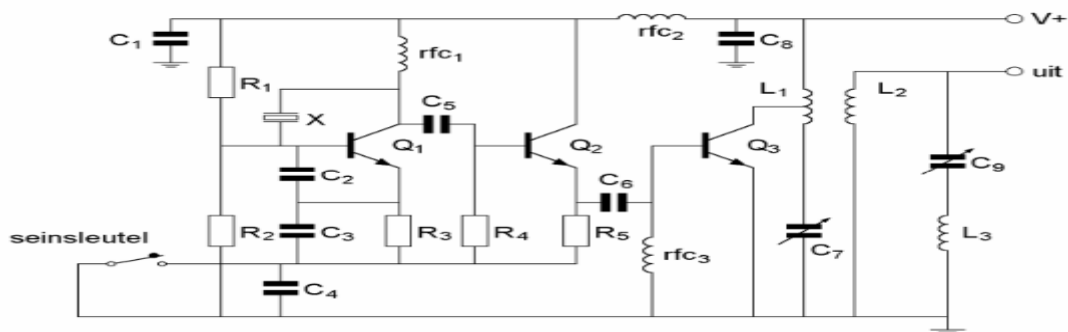 V+
C1
rfc2
C8
rfc1
uit
R1
C5
L1
L2
X
Q1
Q2
Q3
C2
C6
C9
seinsleutel
R2
C3
R3
R4
R5
rfc3
C7
L3
C4